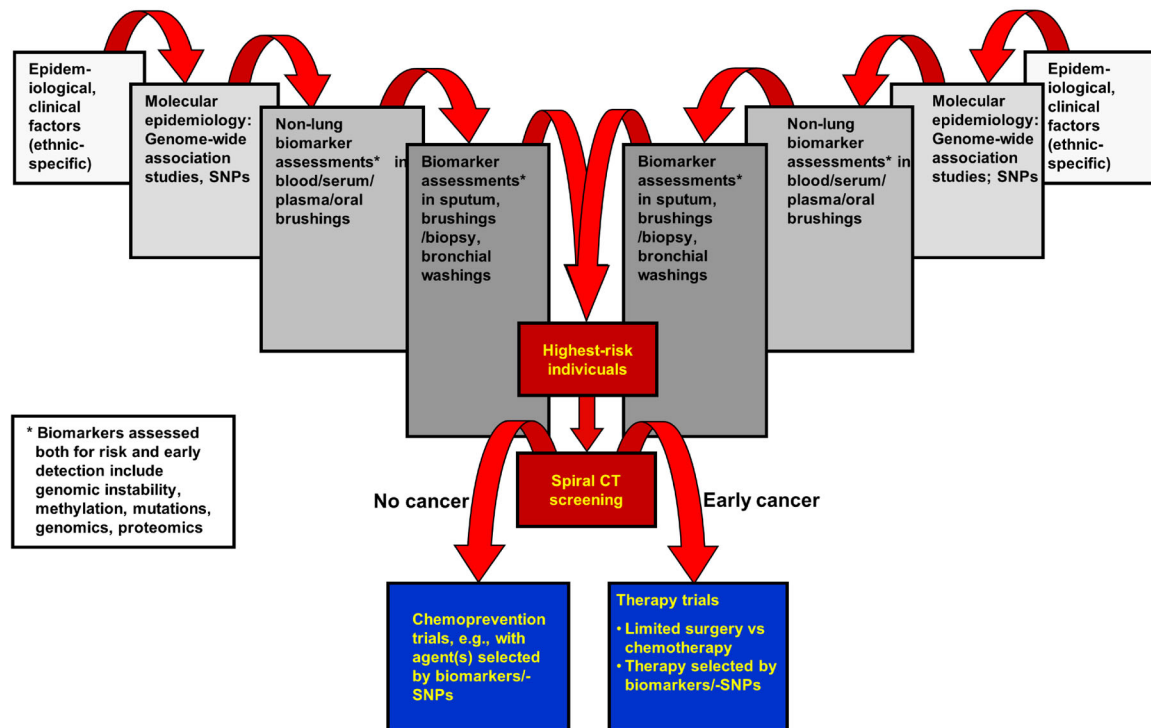 Epidem-
iological,
clinical
factors
(ethnic-
specific)
Molecular
epidemiology:
Genome-wide
association
studies, SNPs
Non-lung
biomarker
assessments* in
blood/serum/
plasma/oral
brushings
Biomarker
assessments*
in sputum,
brushings
/biopsy,
bronchial
washings
Biomarker
assessments*
in sputum,
brushings
/biopsy,
bronchial
washings
Non-lung
biomarker
assessments* in
blood/serum/
plasma/oral
brushings
Molecular
epidemiology:
Genome-wide
association
studies; SNPs
Epidem-
iological,
clinical
factors
(ethnic-
specific)
Highest-risk
indivicuals
* Biomarkers assessed
both for risk and early
detection include
genomic instability,
methylation, mutations,
genomics, proteomics
Spiral CT
screening
No cancer
Early cancer
Chemoprevention
trials, e.g., with
agent(s) selected
by biomarkers/-
SNPs
Therapy trials
• Limited surgery vs
chemotherapy
• Therapy selected by
biomarkers/-SNPs